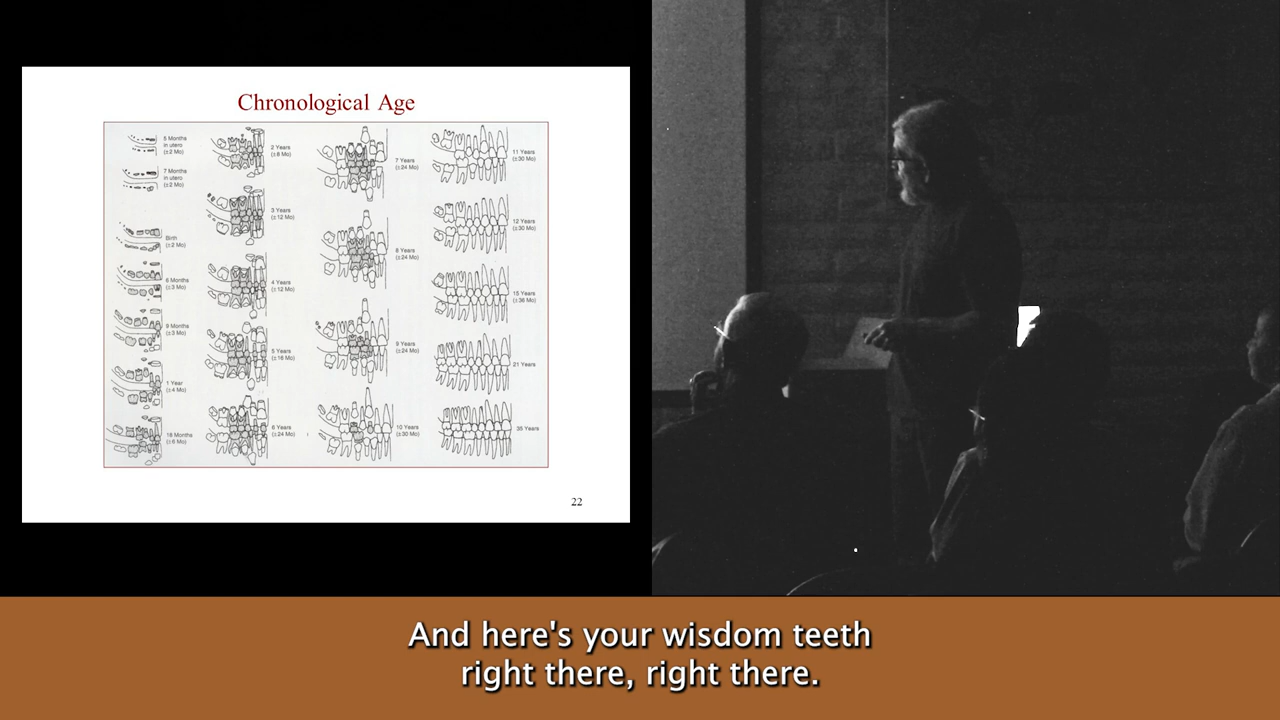 Chronological Age
5 Months
in utero
(±2 Mo)
7 Months
in utero
(±2 Mo)
Birth
(±2 Mo)
6 Months
(±3 Mo)
9 Months
(±3 Mo)
1 Year
(±4 Mo)
18 Months
(±6 Mo)
2 Years
(±8 Mo)
3 Years
(±12 Mo)
4 Years
(±12 Mo)
5 Years
(±16 Mo)
6 Years
(±24 Mo)
7 Years
(±24 Mo)
8 Years
(±24 Mo)
9 Years
(±24 Mo)
10 Years
(±30 Mo)
11 Years
(±30 Mo)
12 Years
(±30 Mo)
15 Years
(±36 Mo)
21 Years
35 Years
22
And here's your wisdom teeth
right there, right there.